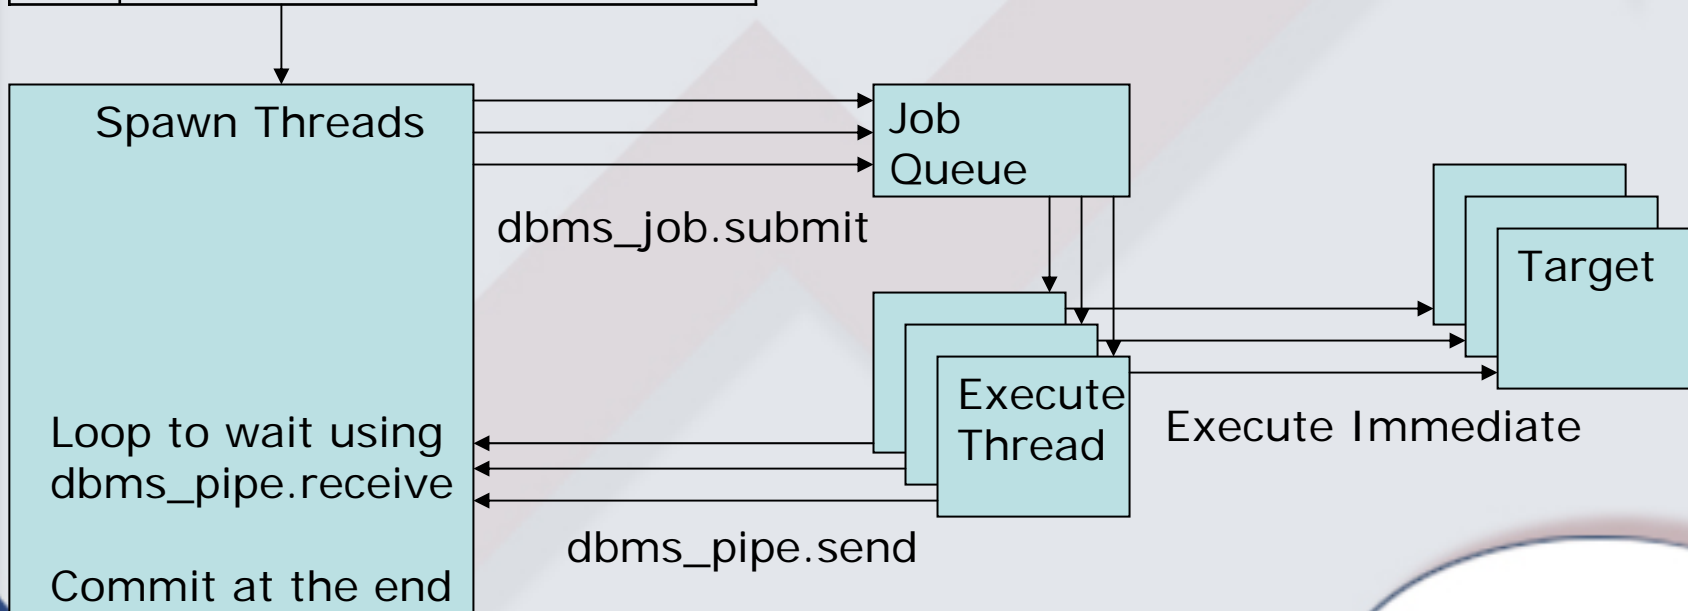 Spawn Threads
Job
Queue
dbms_job.submit
Target
Execute
Thread
Execute Immediate
Loop to wait using
dbms_pipe.receive
dbms_pipe.send
Commit at the end